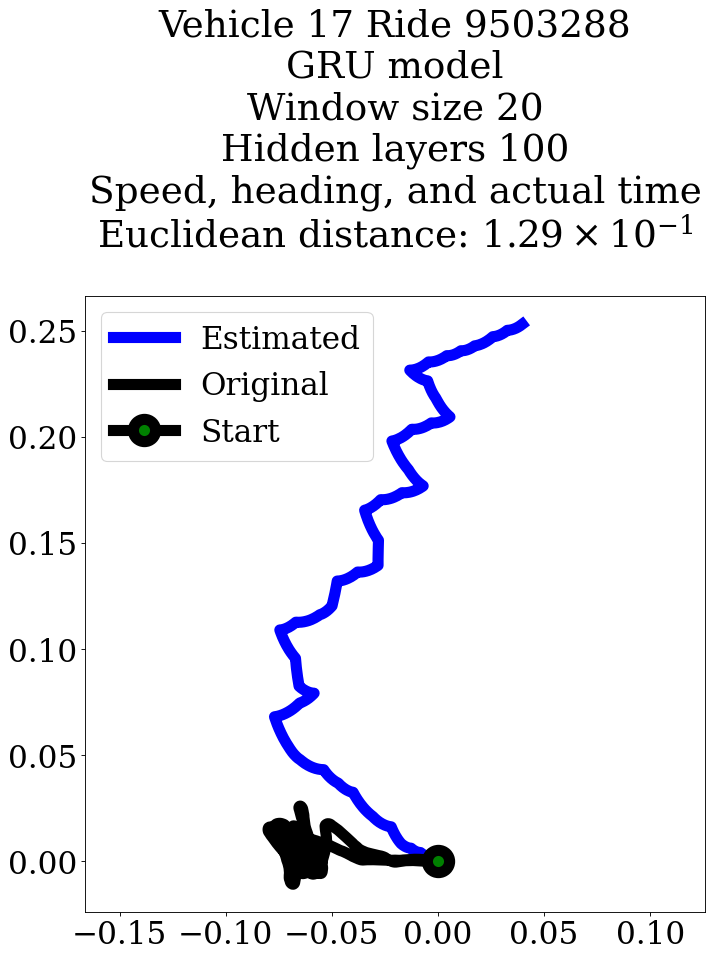 Vehicle 17 Ride 9503288
GRU model
Window size 20
Hidden layers 100
Speed, heading, and actual time
Euclidean distance: 1.29 × 10⁻¹
Estimated
Original
Start
0.25
0.20
0.15
0.10
0.05
0.00
−0.15 −0.10 −0.05 0.00 0.05 0.10